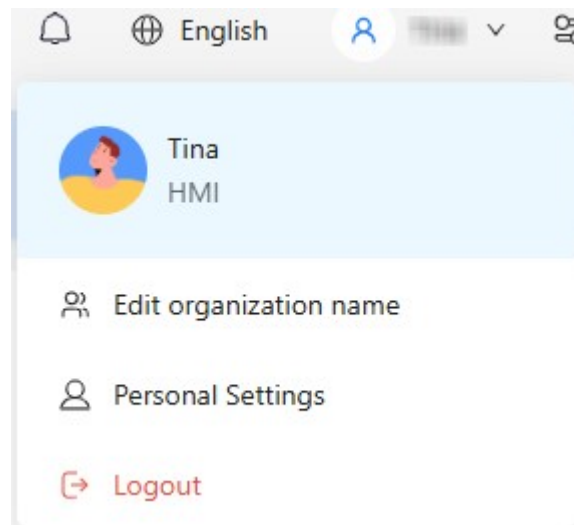 English
Tina
HMI
Edit organization name
Personal Settings
Logout